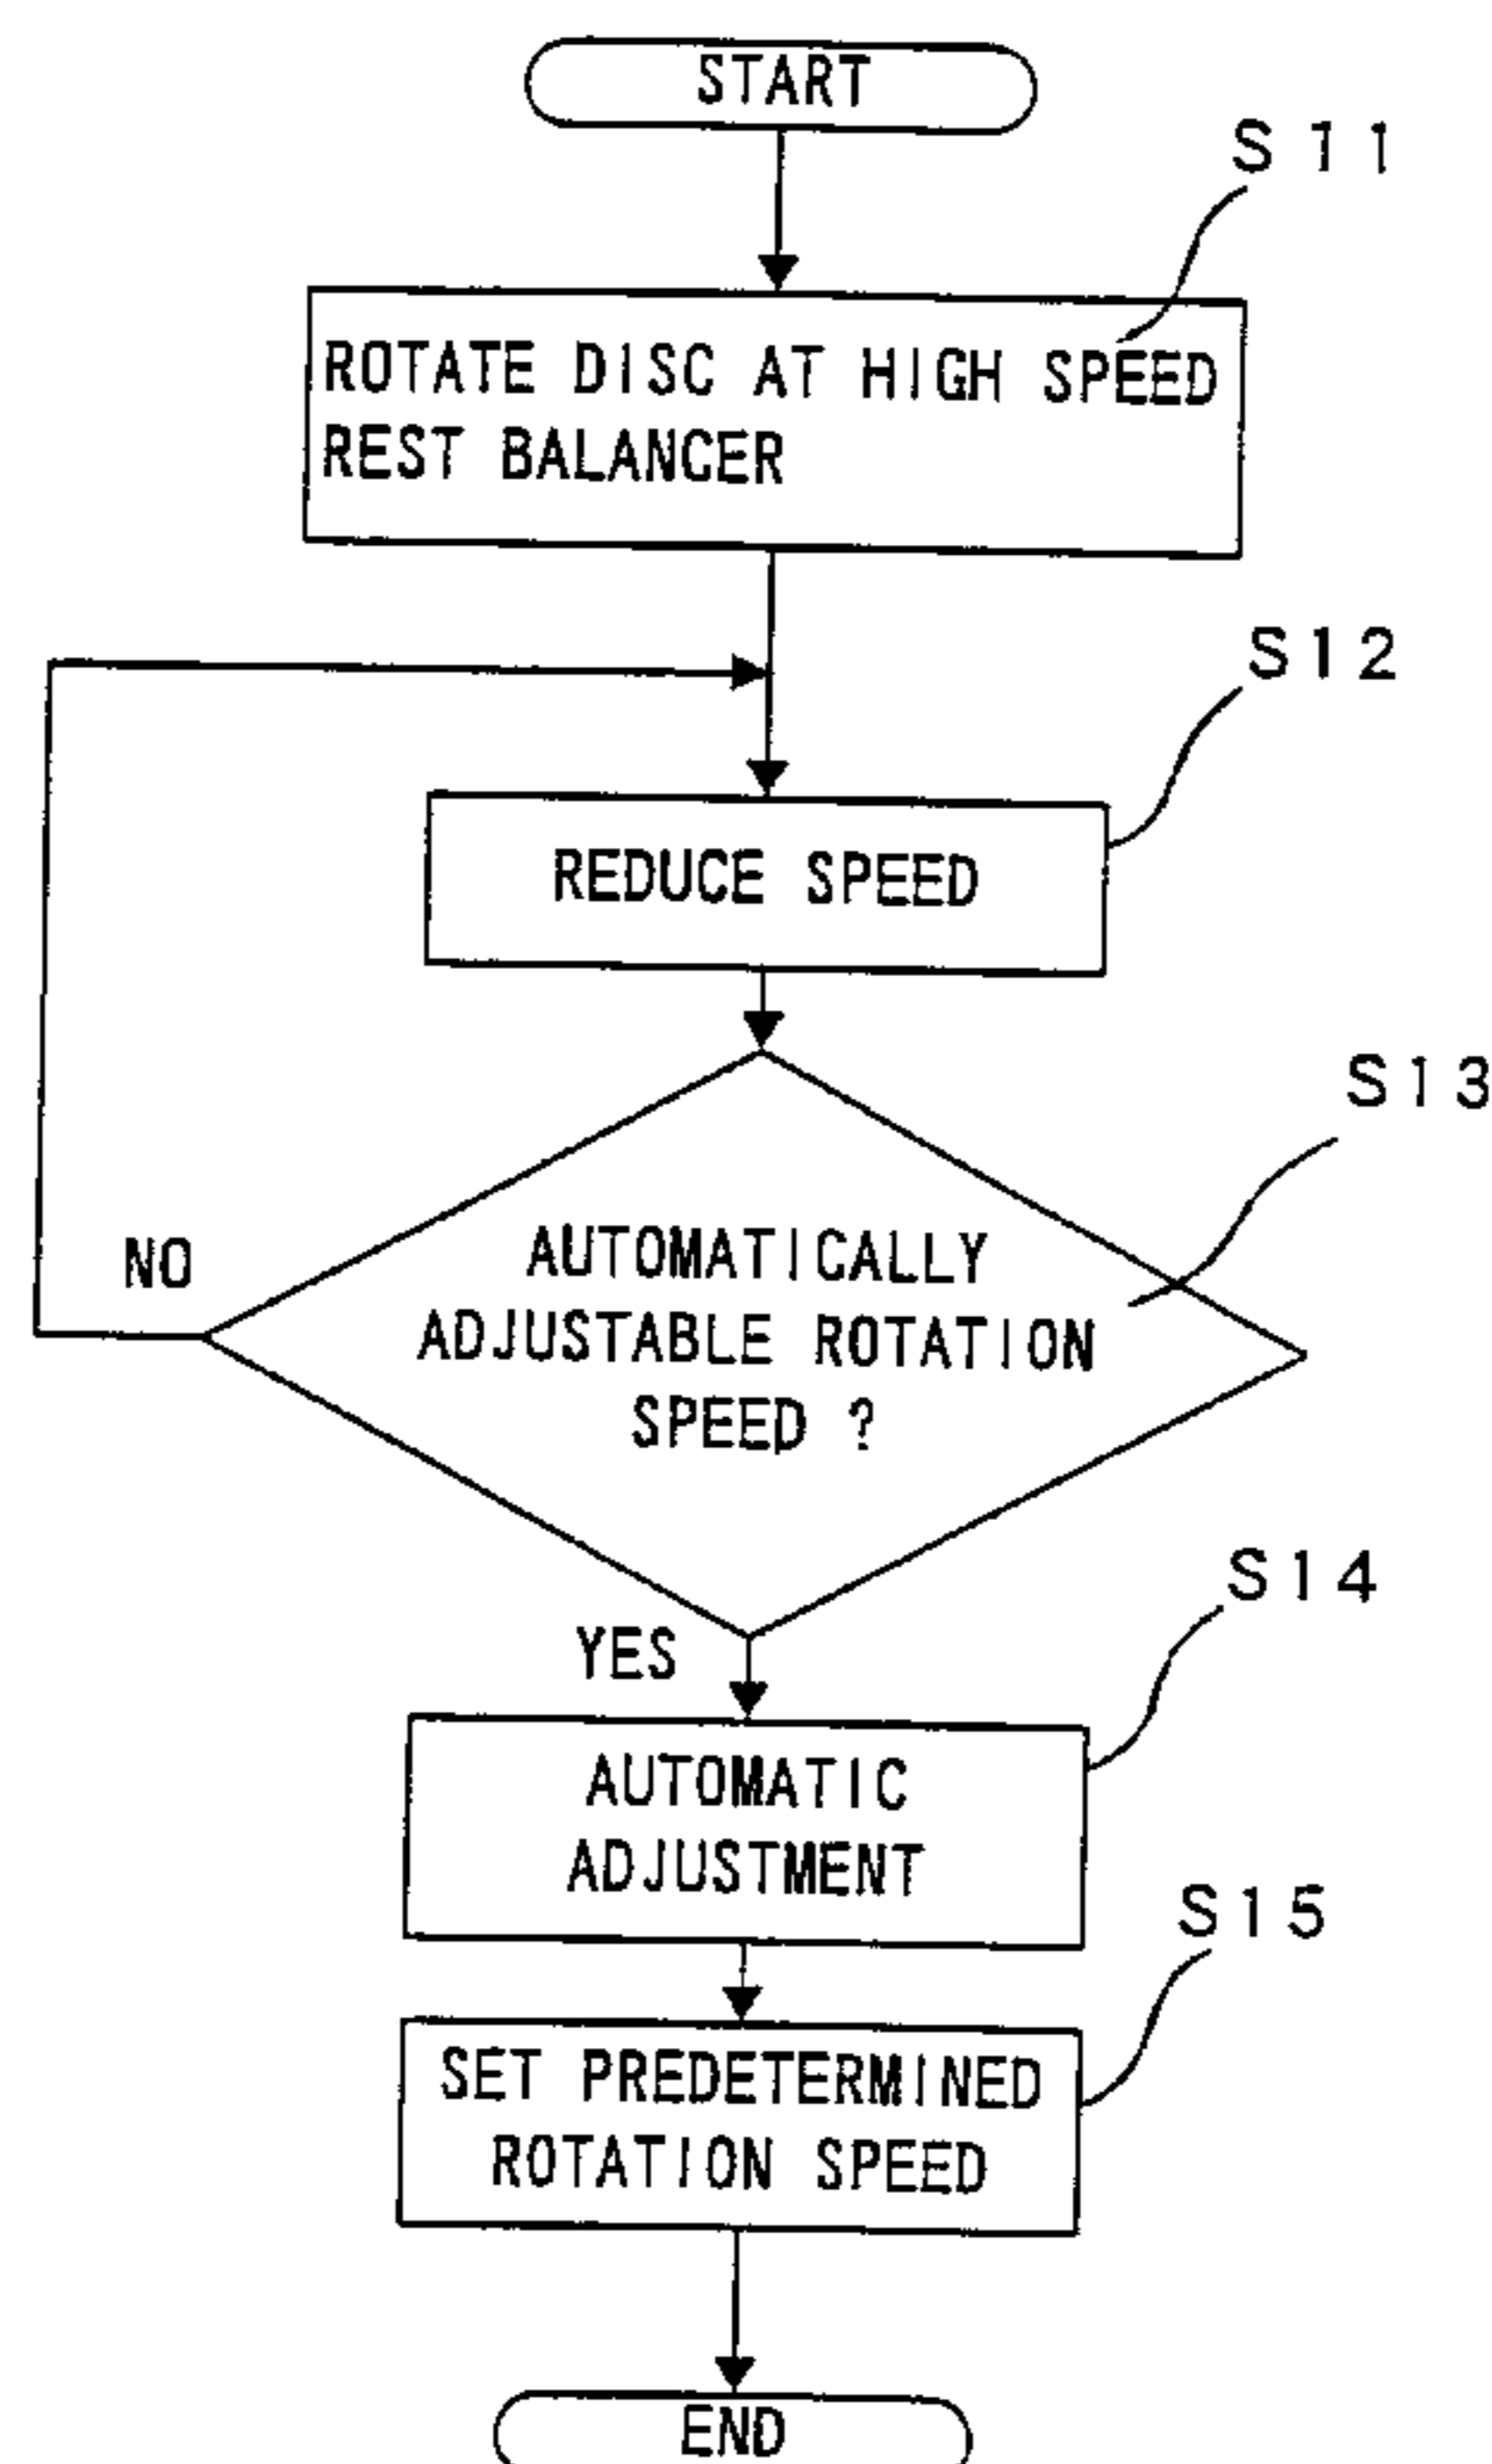 START
S11
ROTATE DISC AT HIGH SPEED
REST BALANCER
S12
REDUCE SPEED
S13
NO
AUTOMATICALLY
ADJUSTABLE ROTATION
SPEED ?
S14
YES
AUTOMATIC
ADJUSTMENT
S15
SET PREDETERMINED
ROTATION SPEED
END